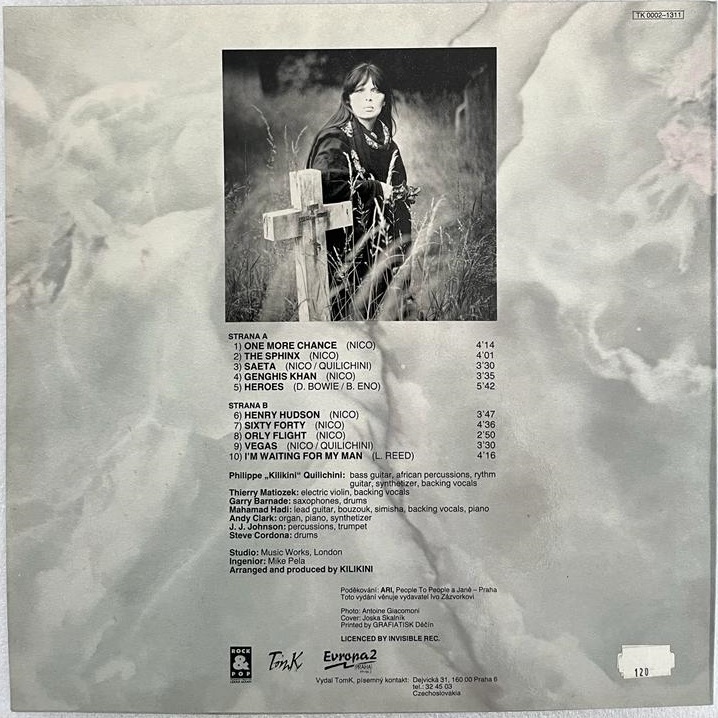 TK 0002–1311
STRANA A
1) ONE MORE CHANCE (NICO) 4'14
2) THE SPHINX (NICO) 4'01
3) SAETA (NICO / QUILICHINI) 3'30
4) GENGHIS KHAN (NICO) 3'35
5) HEROES (D. BOWIE / B. ENO) 5'42
STRANA B
6) HENRY HUDSON (NICO) 3'47
7) SIXTY FORTY (NICO) 4'36
8) ORLY FLIGHT (NICO) 2'50
9) VEGAS (NICO / QUILICHINI) 3'30
10) I'M WAITING FOR MY MAN (L. REED) 4'16
Philippe „Kilikini" Quilichini: bass guitar, african percussions, rythm
guitar, synthetizer, backing vocals
Thierry Matiozek: electric violin, backing vocals
Garry Barnade: saxophones, drums
Mahamad Hadi: lead guitar, bouzouk, simisha, backing vocals, piano
Andy Clark: organ, piano, synthetizer
J. J. Johnson: percussions, trumpet
Steve Cordona: drums
Studio: Music Works, London
Ingenior: Mike Pela
Arranged and produced by KILIKINI
Poděkování: ARI, People To People a Janě – Praha
Toto vydání věnuje vydavatel Ivo Zázvorkovi
Photo: Antoine Giacomoni
Cover: Joska Skalník
Printed by GRAFIATISK Děčín
LICENCED BY INVISIBLE REC.
ROCK
&
POP
TomK
Evropa 2
PRAHA
Vydal TomK, písemný kontakt: Dejvická 31, 160 00 Praha 6
tel.: 32 45 03
Czechoslovakia
120